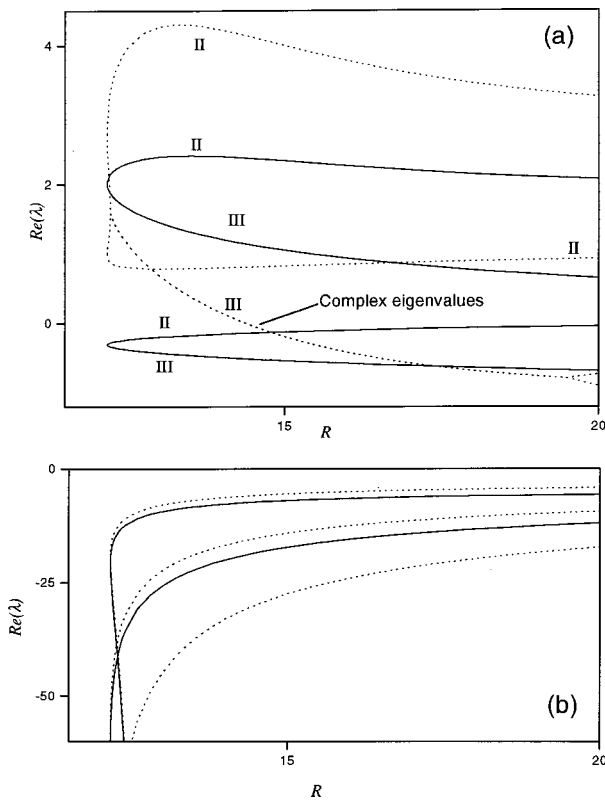 4
(a)
II
II
2
Re(λ)
III
II
III
Complex eigenvalues
0
II
III
15
20
R
0
-25
Re(λ)
-50
(b)
15
20
R